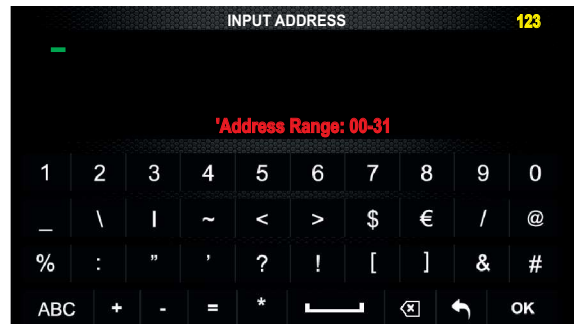 INPUT ADDRESS 123
'Address Range: 00-31
1 2 3 4 5 6 7 8 9 0
_ \ | ~ < > $ € / @
% : " ' ? ! [ ] & #
ABC + - = * OK